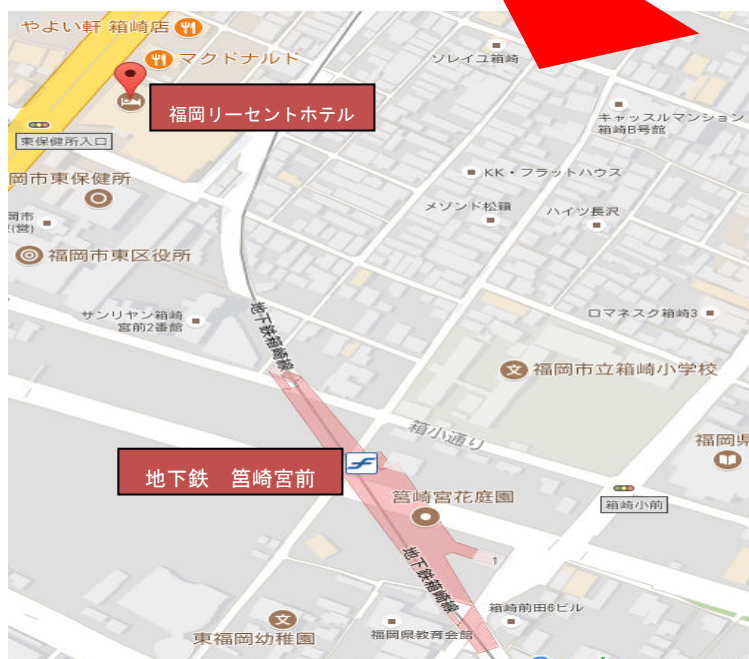 やよい軒 箱崎店
マクドナルド
ソレイユ箱崎
福岡リーセントホテル
キャッスルマンション
箱崎B号館
東保健所入口
KK・フラットハウス
岡市東保健所
メゾンド松籟
ハイツ長沢
岡市
(営)
福岡市東区役所
サンリヤン箱崎
宮前2番館
地下鉄箱崎線
ロマネスク箱崎3
福岡市立箱崎小学校
箱小通り
福岡県
地下鉄 筥崎宮前
筥崎宮花庭園
箱崎小前
1
地下鉄箱崎線
箱崎前田6ビル
東福岡幼稚園
福岡県教育会館